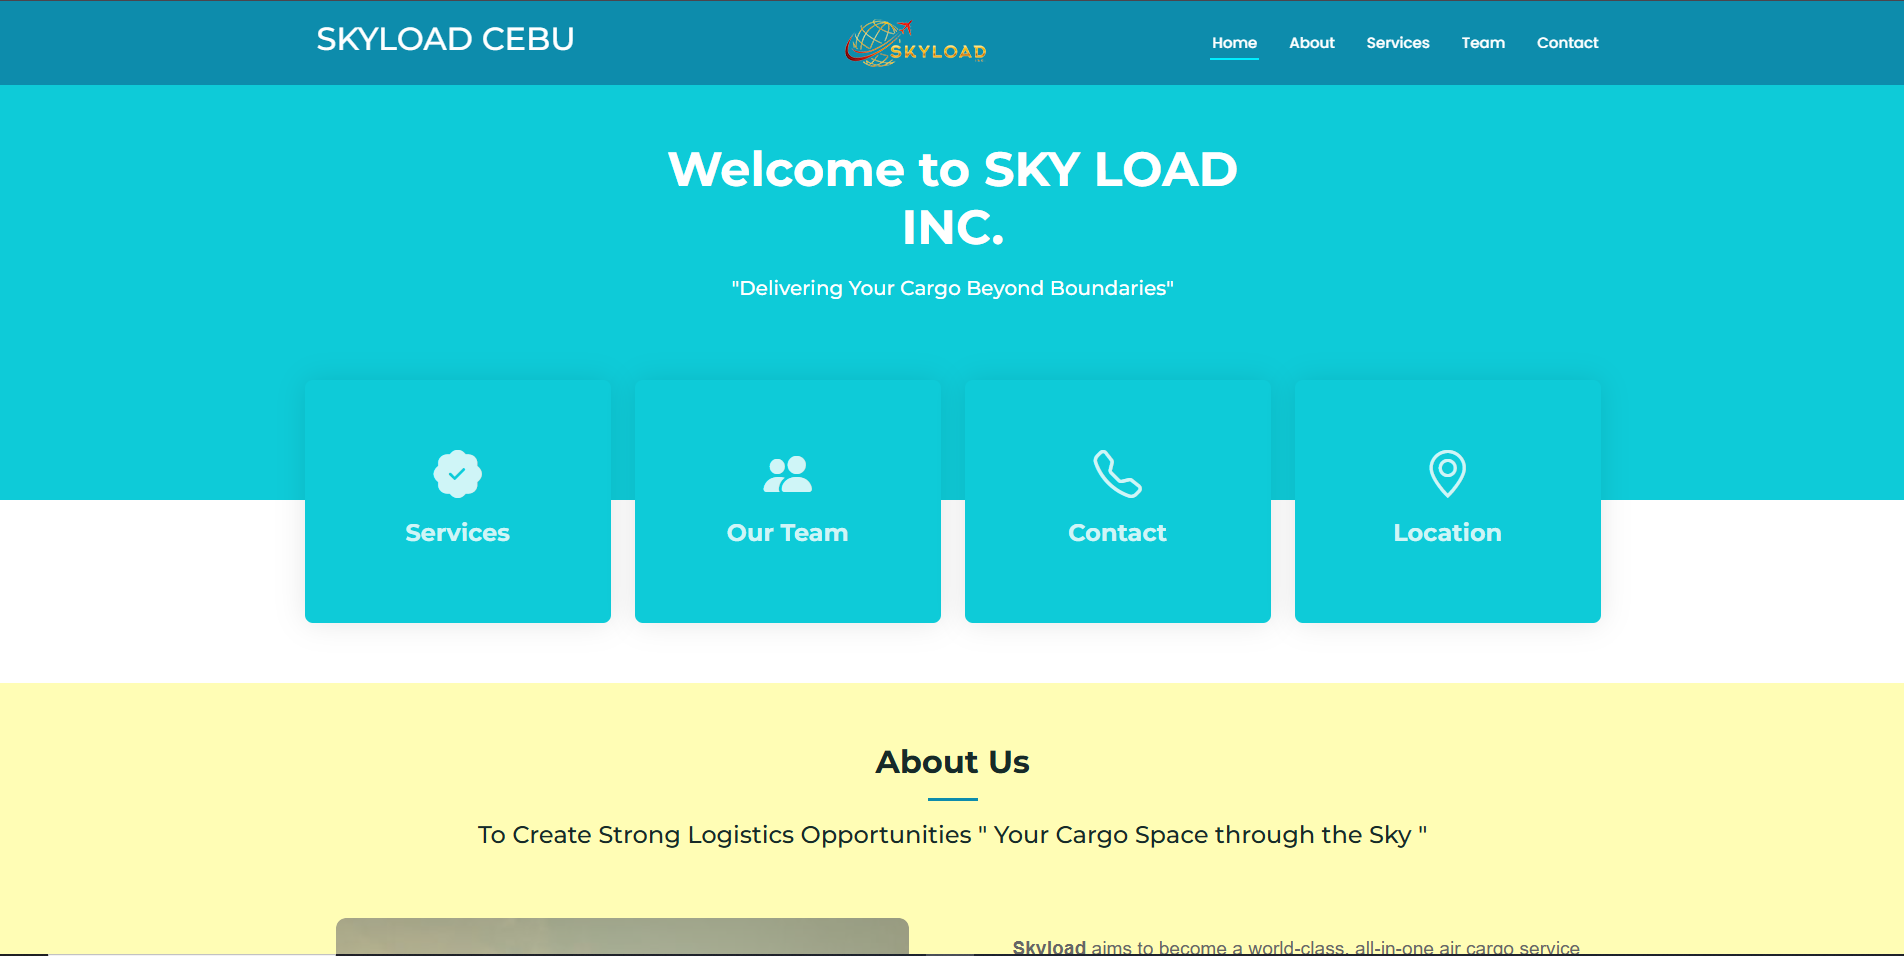 SKYLOAD CEBU
SKYLOAD
Home
About
Services
Team
Contact
Welcome to SKY LOAD
INC.
"Delivering Your Cargo Beyond Boundaries"
Services
Our Team
Contact
Location
About Us
To Create Strong Logistics Opportunities " Your Cargo Space through the Sky "
Skyload aims to become a world-class, all-in-one air cargo service